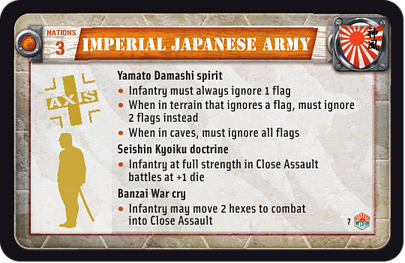 NATIONS
3
IMPERIAL JAPANESE ARMY
神風
AXIS
Yamato Damashi spirit
• Infantry must always ignore 1 flag
• When in terrain that ignores a flag, must ignore
2 flags instead
• When in caves, must ignore all flags
Seishin Kyoiku doctrine
• Infantry at full strength in Close Assault
battles at +1 die
Banzai War cry
• Infantry may move 2 hexes to combat
into Close Assault
7